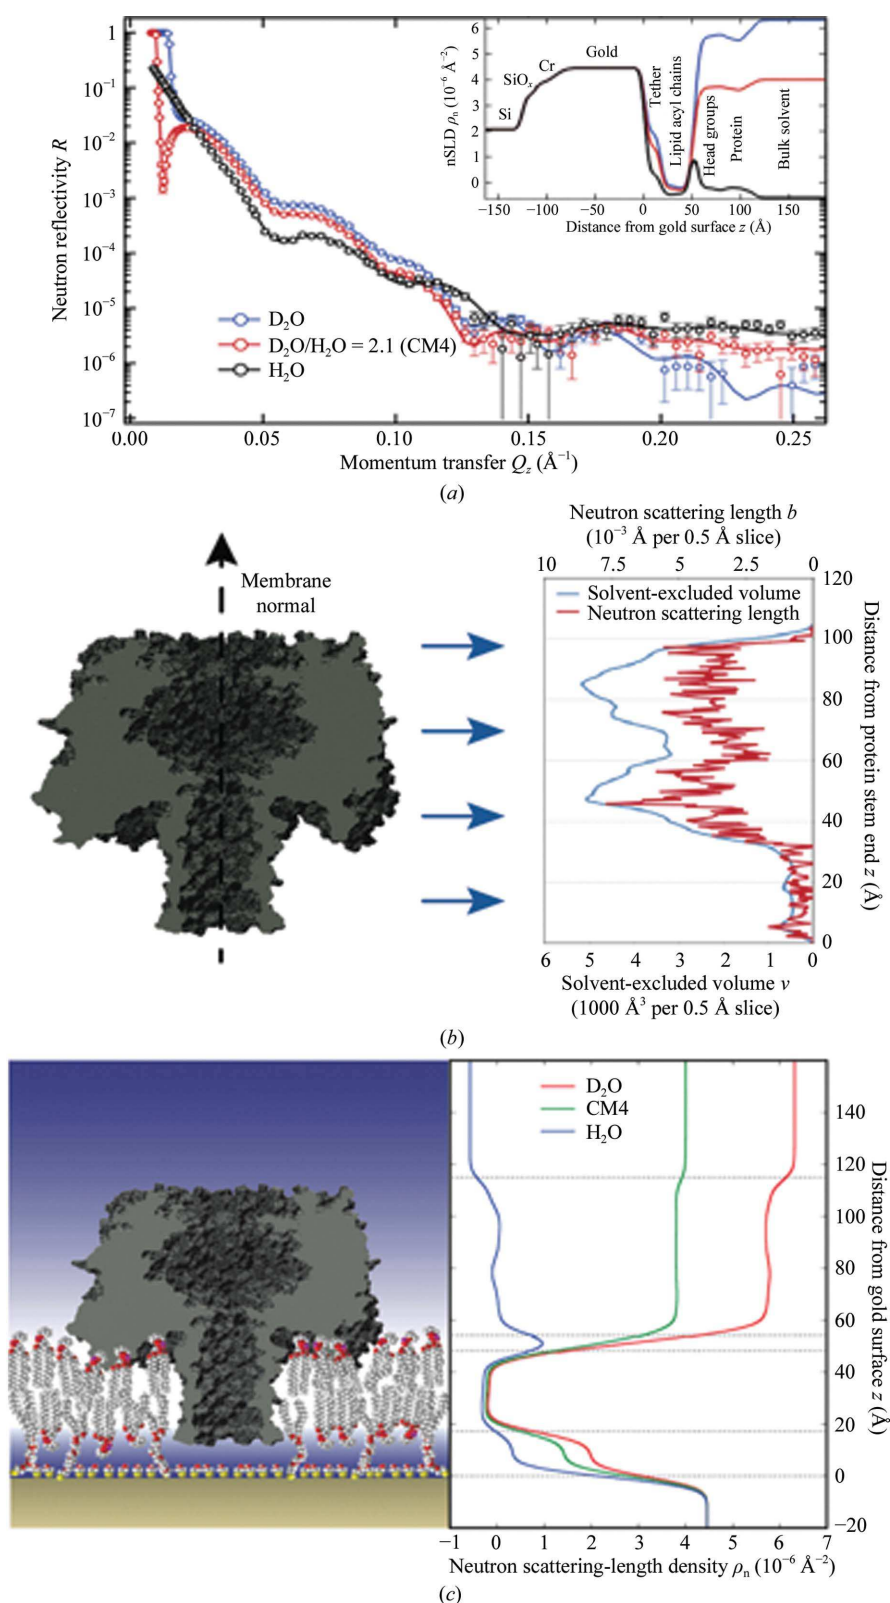 1
10⁻¹
10⁻²
10⁻³
10⁻⁴
10⁻⁵
10⁻⁶
10⁻⁷
Neutron reflectivity R
D₂O
D₂O/H₂O = 2.1 (CM4)
H₂O
0.00 0.05 0.10 0.15 0.20 0.25
Momentum transfer Q_z (Å⁻¹)
6
5
4
3
2
1
0
nSLD ρₙ (10⁻⁶ Å⁻²)
Si
SiOₓ
Cr
Gold
Tether
Lipid acyl chains
Head groups
Protein
Bulk solvent
−150 −100 −50 0 50 100 150
Distance from gold surface z (Å)
(a)
Membrane
normal
Neutron scattering length b
(10⁻³ Å per 0.5 Å slice)
10 7.5 5 2.5 0
Solvent-excluded volume
Neutron scattering length
120
100
80
60
40
20
0
Distance from protein stem end z (Å)
6 5 4 3 2 1 0
Solvent-excluded volume v
(1000 Å³ per 0.5 Å slice)
(b)
D₂O
CM4
H₂O
140
120
100
80
60
40
20
0
−20
Distance from gold surface z (Å)
−1 0 1 2 3 4 5 6 7
Neutron scattering-length density ρₙ (10⁻⁶ Å⁻²)
(c)